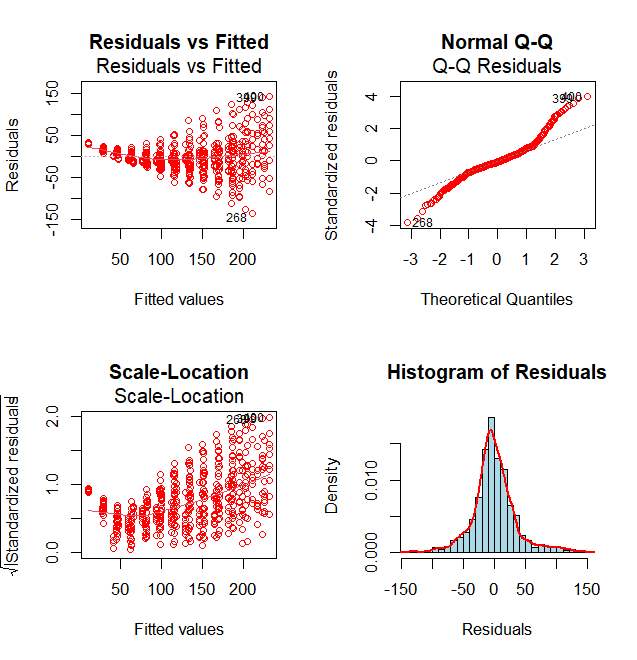 Residuals vs Fitted
Residuals vs Fitted
Residuals
-150
-50
50
150
268
50
100
150
200
Fitted values
Normal Q-Q
Q-Q Residuals
Standardized residuals
-4
-2
0
2
4
268
-3
-2
-1
0
1
2
3
Theoretical Quantiles
Scale-Location
Scale-Location
√|Standardized residuals
0.0
1.0
2.0
50
100
150
200
Fitted values
Histogram of Residuals
Density
0.000
0.010
-150
-50
0
50
150
Residuals